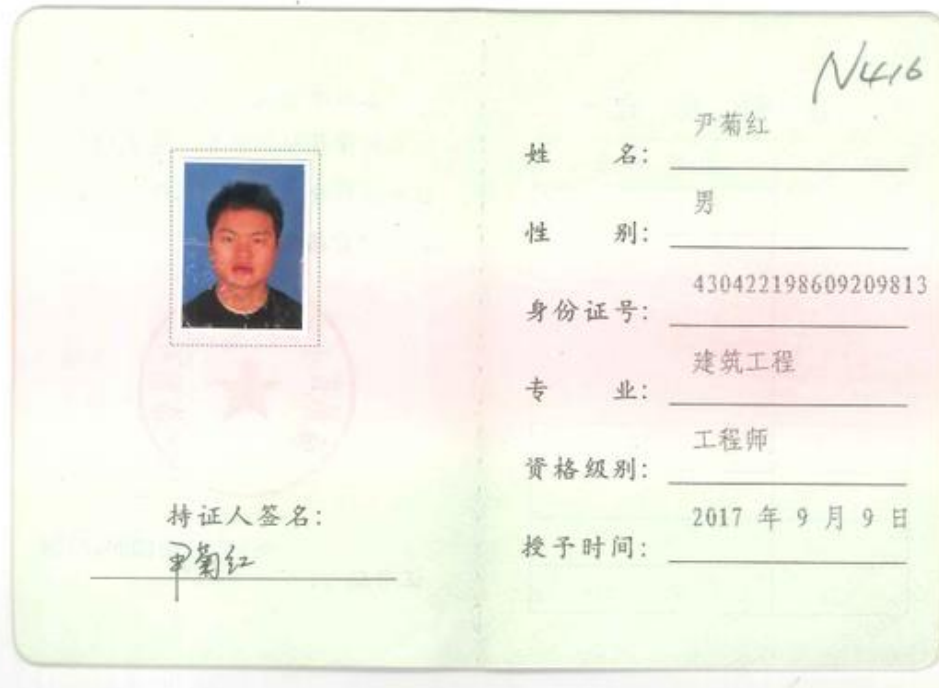 N416
姓 名: 尹菊红
性 别: 男
身份证号: 430422198609209813
专 业: 建筑工程
资格级别: 工程师
授予时间: 2017 年 9 月 9 日
持证人签名:
尹菊红